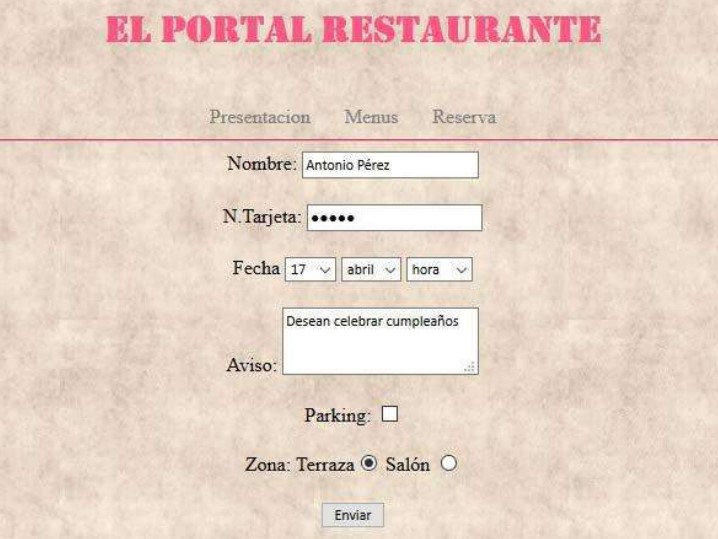 EL PORTAL RESTAURANTE
Presentacion Menus Reserva
Nombre: Antonio Pérez
N.Tarjeta: •••••
Fecha 17 abril hora
Desean celebrar cumpleaños
Aviso:
Parking:
Zona: Terraza Salón
Enviar